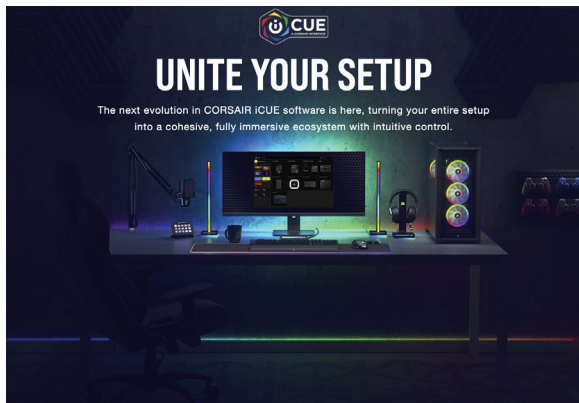 iCUE
A CORSAIR INTERFACE
UNITE YOUR SETUP
The next evolution in CORSAIR iCUE software is here, turning your entire setup
into a cohesive, fully immersive ecosystem with intuitive control.